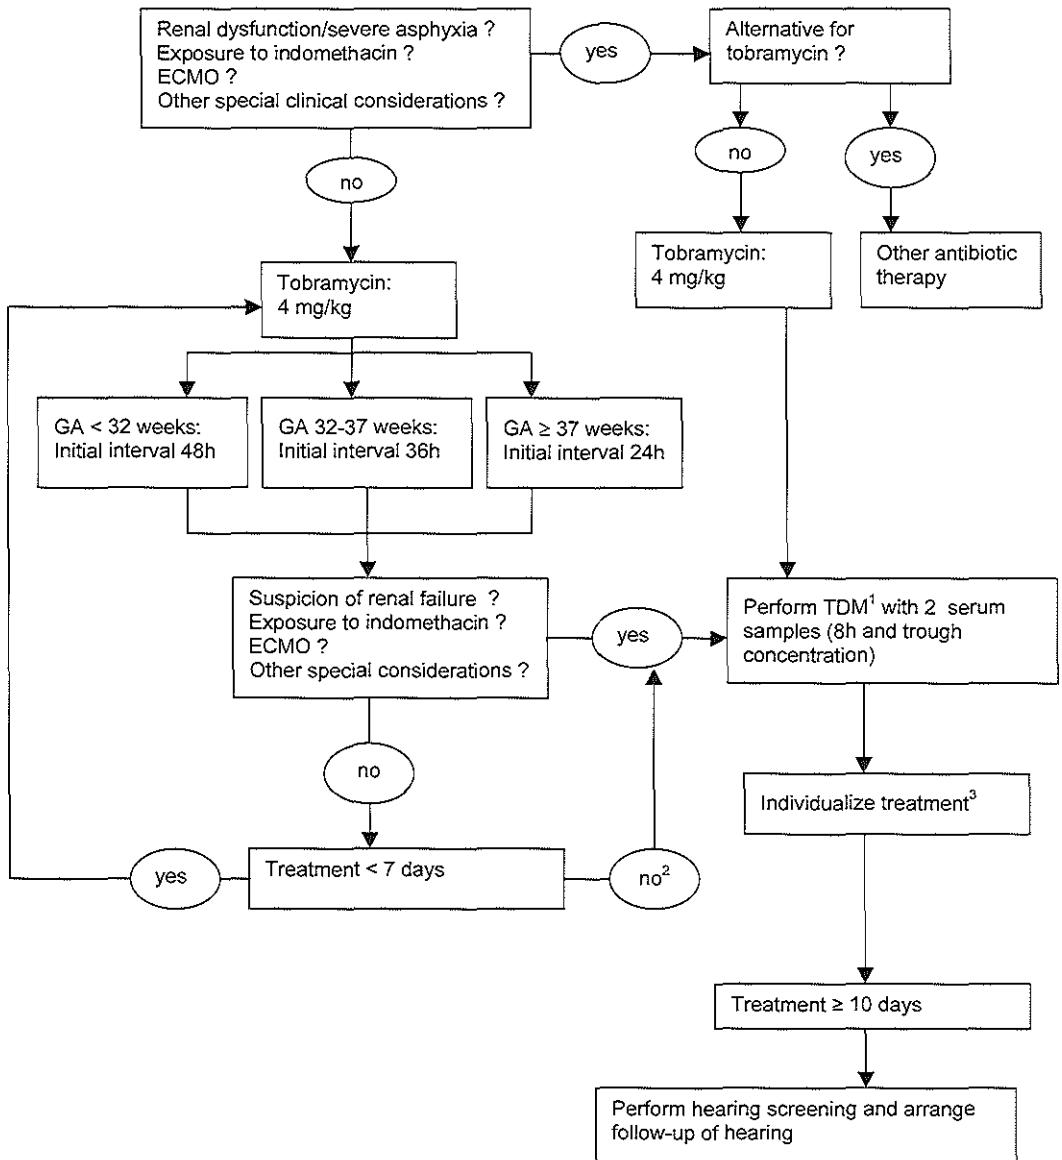 Renal dysfunction/severe asphyxia ?
Exposure to indomethacin ?
ECMO ?
Other special clinical considerations ?
yes
Alternative for
tobramycin ?
no
no
yes
Tobramycin:
4 mg/kg
Tobramycin:
4 mg/kg
Other antibiotic
therapy
GA < 32 weeks:
Initial interval 48h
GA 32-37 weeks:
Initial interval 36h
GA ≥ 37 weeks:
Initial interval 24h
Suspicion of renal failure ?
Exposure to indomethacin ?
ECMO ?
Other special considerations ?
yes
Perform TDM¹ with 2 serum
samples (8h and trough
concentration)
no
Individualize treatment³
yes
Treatment < 7 days
no²
Treatment ≥ 10 days
Perform hearing screening and arrange
follow-up of hearing